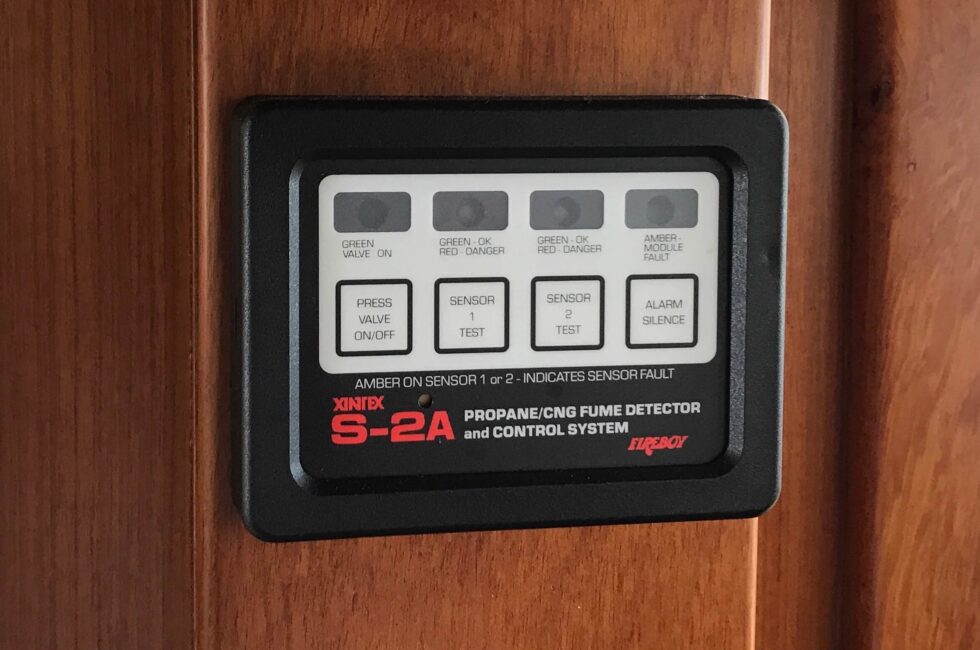 GREEN
VALVE ON
GREEN - OK
RED - DANGER
GREEN - OK
RED - DANGER
AMBER -
MODULE
FAULT
PRESS
VALVE
ON/OFF
SENSOR
1
TEST
SENSOR
2
TEST
ALARM
SILENCE
AMBER ON SENSOR 1 or 2 - INDICATES SENSOR FAULT
XINTEX
S-2A
PROPANE/CNG FUME DETECTOR
and CONTROL SYSTEM
FIREBOY